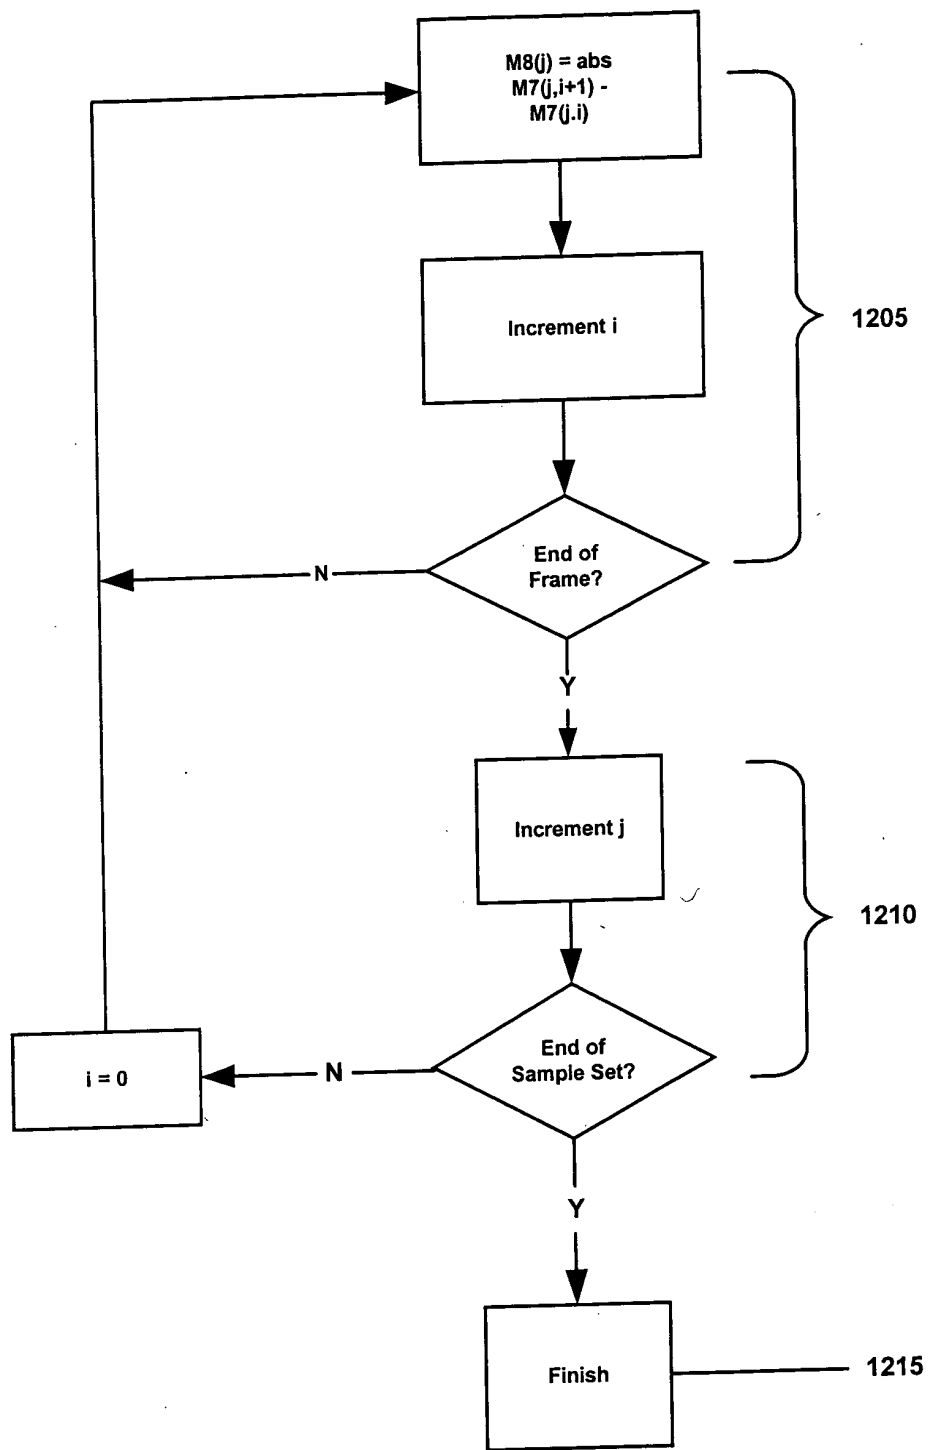 M8(j) = abs
M7(j,i+1) -
M7(j.i)
Increment i
1205
End of
Frame?
N
Y
Increment j
1210
End of
Sample Set?
N
i = 0
Y
Finish
1215